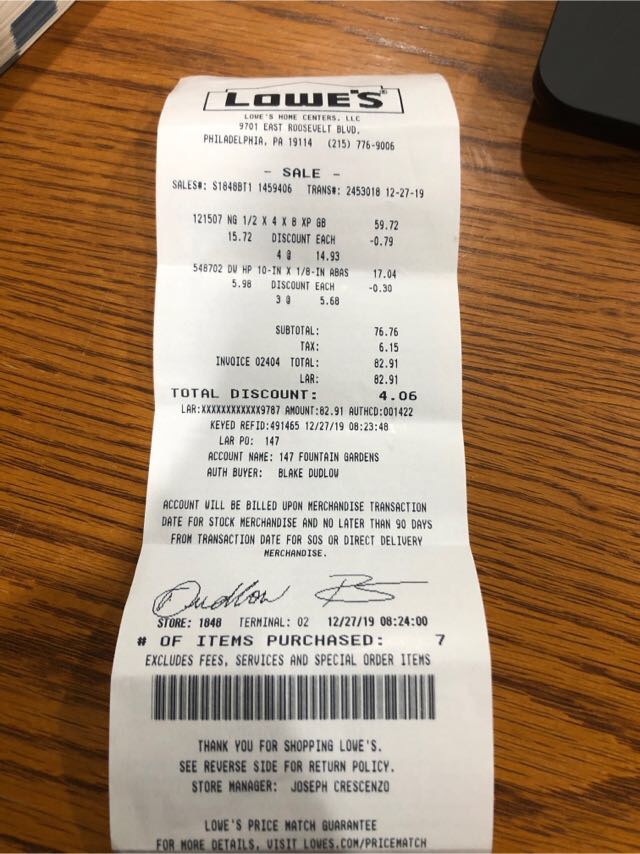 LOWE'S®
LOWE'S HOME CENTERS, LLC
9701 EAST ROOSEVELT BLVD.
PHILADELPHIA, PA 19114 (215) 776-9006
- SALE -
SALES#: S1848BT1 1459406 TRANS#: 2453018 12-27-19
121507 NG 1/2 X 4 X 8 XP GB 59.72
15.72 DISCOUNT EACH -0.79
4 @ 14.93
548702 DW HP 10-IN X 1/8-IN ABAS 17.04
5.98 DISCOUNT EACH -0.30
3 @ 5.68
SUBTOTAL: 76.76
TAX: 6.15
INVOICE 02404 TOTAL: 82.91
LAR: 82.91
TOTAL DISCOUNT: 4.06
LAR:XXXXXXXXXXXX9787 AMOUNT:82.91 AUTHCD:001422
KEYED REFID:491465 12/27/19 08:23:48
LAR PO: 147
ACCOUNT NAME: 147 FOUNTAIN GARDENS
AUTH BUYER: BLAKE DUDLOW
ACCOUNT WILL BE BILLED UPON MERCHANDISE TRANSACTION
DATE FOR STOCK MERCHANDISE AND NO LATER THAN 90 DAYS
FROM TRANSACTION DATE FOR SOS OR DIRECT DELIVERY
MERCHANDISE.
Dudlow
STORE: 1848 TERMINAL: 02 12/27/19 08:24:00
# OF ITEMS PURCHASED: 7
EXCLUDES FEES, SERVICES AND SPECIAL ORDER ITEMS
THANK YOU FOR SHOPPING LOWE'S.
SEE REVERSE SIDE FOR RETURN POLICY.
STORE MANAGER: JOSEPH CRESCENZO
LOWE'S PRICE MATCH GUARANTEE
FOR MORE DETAILS, VISIT LOWES.COM/PRICEMATCH